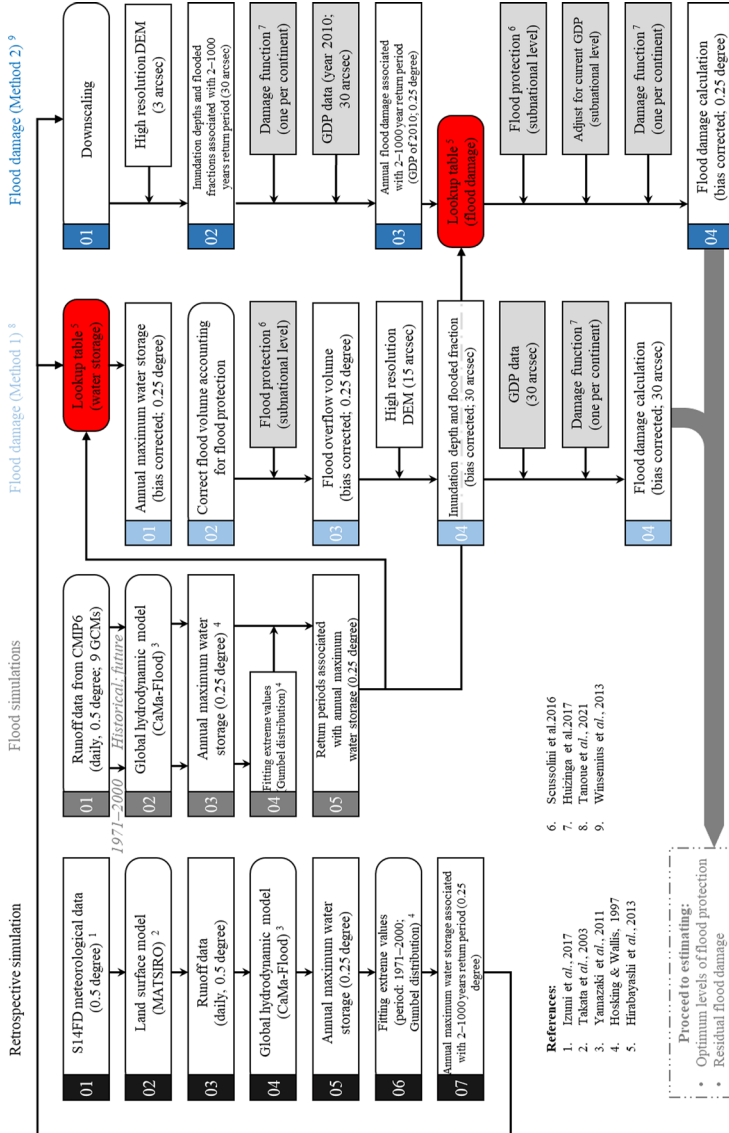 Retrospective simulation
01
S14FD meteorological data
(0.5 degree) 1
02
Land surface model
(MATSIRO) 2
03
Runoff data
(daily, 0.5 degree)
04
Global hydrodynamic model
(CaMa-Flood) 3
05
Annual maximum water
storage (0.25 degree)
06
Fitting extreme values
(period: 1971–2000;
Gumbel distribution) 4
07
Annual maximum water storage associated
with 2–1000 years return period (0.25
degree)
Flood simulations
01
Runoff data from CMIP6
(daily, 0.5 degree; 9 GCMs)
1971–2000
Historical; future
02
Global hydrodynamic model
(CaMa-Flood) 3
03
Annual maximum water
storage (0.25 degree) 4
04
Fitting extreme values
(Gumbel distribution) 4
05
Return periods associated
with annual maximum
water storage (0.25 degree)
Flood damage (Method 1) 8
Lookup table 5
(water storage)
01
Annual maximum water storage
(bias corrected; 0.25 degree)
02
Correct flood volume accounting
for flood protection
Flood protection 6
(subnational level)
03
Flood overflow volume
(bias corrected; 0.25 degree)
High resolution
DEM (15 arcsec)
04
Inundation depth and flooded fraction
(bias corrected; 30 arcsec)
GDP data
(30 arcsec)
Damage function 7
(one per continent)
04
Flood damage calculation
(bias corrected; 30 arcsec)
Flood damage (Method 2) 9
01
Downscaling
High resolution DEM
(3 arcsec)
02
Inundation depths and flooded
fractions associated with 2–1000
years return period (30 arcsec)
Damage function 7
(one per continent)
GDP data (year 2010;
30 arcsec)
03
Annual flood damage associated
with 2–1000 year return period
(GDP of 2010; 0.25 degree)
Lookup table 5
(flood damage)
Flood protection 6
(subnational level)
Adjust for current GDP
(subnational level)
Damage function 7
(one per continent)
04
Flood damage calculation
(bias corrected; 0.25 degree)
References:
1. Izumi et al., 2017
2. Takata et al., 2003
3. Yamazaki et al., 2011
4. Hosking & Wallis, 1997
5. Hirabayashi et al., 2013
6. Scussolini et al.2016
7. Huizinga et al.2017
8. Tanoue et al., 2021
9. Winsemius et al., 2013
Proceed to estimating:
• Optimum levels of flood protection
• Residual flood damage